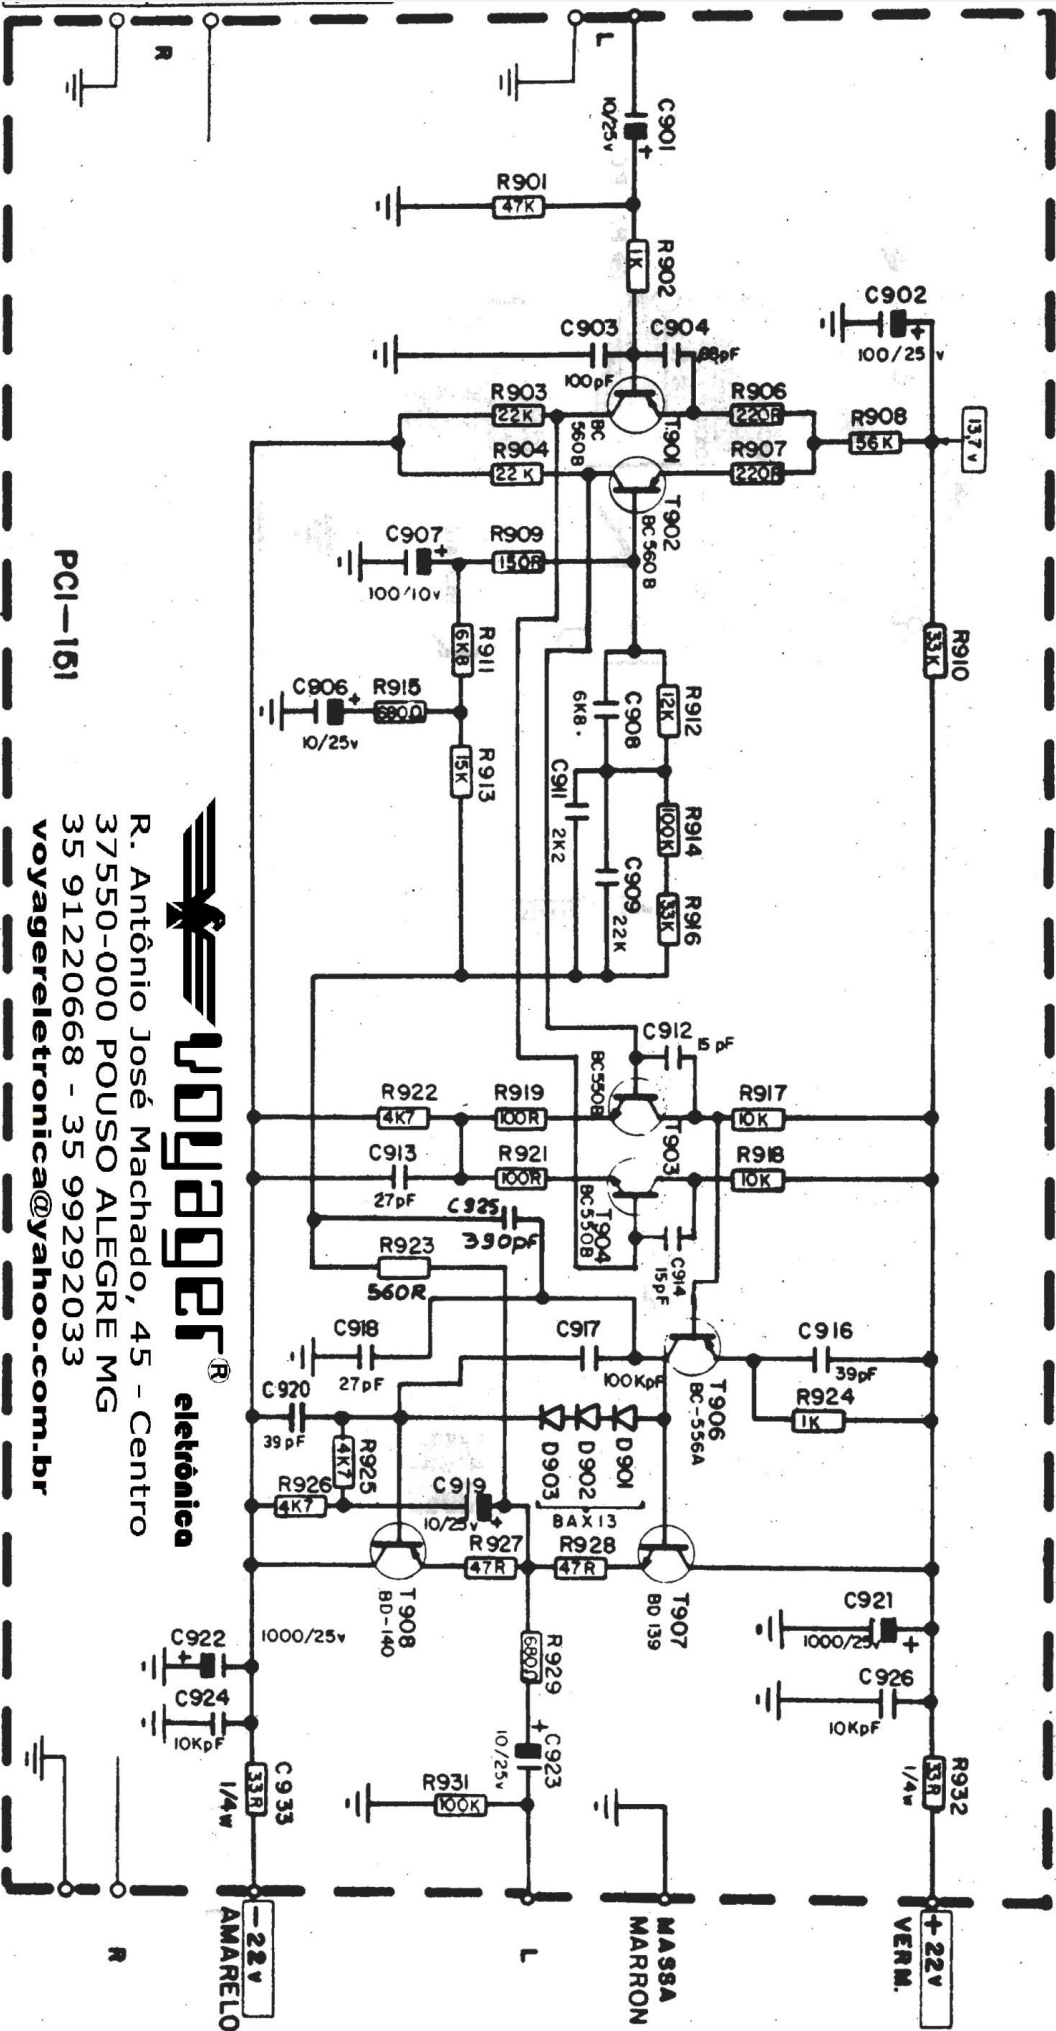 R
L
C901
10/25v
+
R901
47K
R902
1K
C902
+
100/25 v
C903
100pF
C904
68pF
R903
22K
BC
560B
T901
R906
220R
R908
56K
13,7 v
R904
22K
T902
BC560B
R907
220R
C907
+
100/10v
R909
150R
R911
6K8
R910
33K
C906
+
10/25v
R915
680Ω
R913
15K
R912
12K
C908
6K8
C911
2K2
R914
100K
C909
22K
R916
33K
PCI-151
C912
15pF
R922
4K7
R919
100R
BC550B
T903
R917
10K
C913
27pF
R921
100R
BC550B
T904
R918
10K
C925
390pF
C914
15pF
R923
560R
C918
27pF
C917
100KpF
T906
BC-556A
C916
39pF
R924
1K
C920
39pF
R925
4K7
D903
D902
D901
BAX13
R926
4K7
C919
10/25v
+
R927
47R
R928
47R
T908
BD-140
T907
BD139
C922
+
1000/25v
C924
10KpF
R929
680Ω
C921
1000/25v
+
C926
10KpF
C933
33R
1/4w
R931
100K
+
C923
10/25v
R932
33R
1/4w
R
-22v
AMARELO
L
MASSA
MARRON
+22v
VERM.
voyager® eletrônica
R. Antônio José Machado, 45 - Centro
37550-000 POUSO ALEGRE MG
35 91220668 - 35 99292033
voyagereletronica@yahoo.com.br